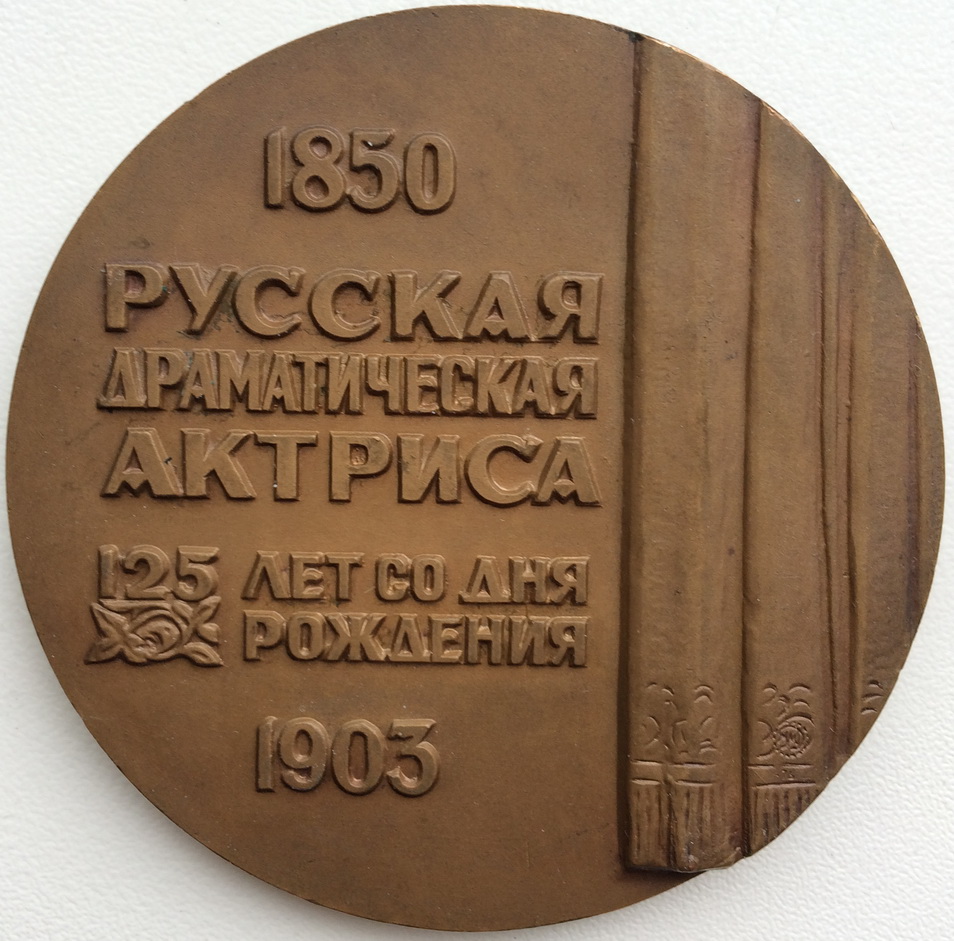 1850
РУССКАЯ
ДРАМАТИЧЕСКАЯ
АКТРИСА
125 ЛЕТ СО ДНЯ
РОЖДЕНИЯ
1903